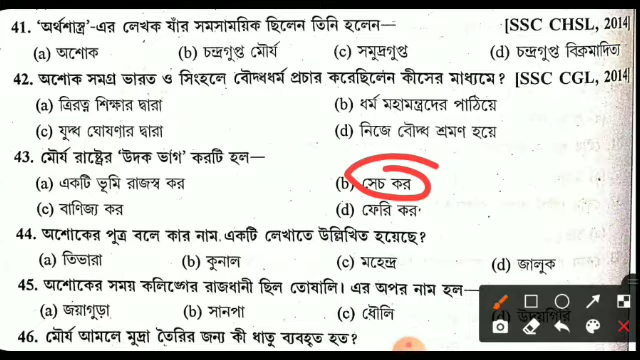 41. 'অর্থশাস্ত্র'-এর লেখক যাঁর সমসাময়িক ছিলেন তিনি হলেন— [SSC CHSL, 2014]
(a) অশোক (b) চন্দ্রগুপ্ত মৌর্য (c) সমুদ্রগুপ্ত (d) চন্দ্রগুপ্ত বিক্রমাদিত্য
42. অশোক সমগ্র ভারত ও সিংহলে বৌদ্ধধর্ম প্রচার করেছিলেন কীসের মাধ্যমে? [SSC CGL, 2014]
(a) ত্রিরত্ন শিক্ষার দ্বারা (b) ধর্ম মহামন্ত্রদের পাঠিয়ে
(c) যুদ্ধ ঘোষণার দ্বারা (d) নিজে বৌদ্ধ শ্রমণ হয়ে
43. মৌর্য রাষ্ট্রের 'উদক ভাগ' করটি হল—
(a) একটি ভূমি রাজস্ব কর (b) সেচ কর
(c) বাণিজ্য কর (d) ফেরি কর
44. অশোকের পুত্র বলে কার নাম একটি লেখাতে উল্লিখিত হয়েছে?
(a) তিভারা (b) কুনাল (c) মহেন্দ্র (d) জালুক
45. অশোকের সময় কলিঙ্গের রাজধানী ছিল তোষালি। এর অপর নাম হল—
(a) জয়াগুড়া (b) সানপা (c) ধৌলি (d)
46. মৌর্য আমলে মুদ্রা তৈরির জন্য কী ধাতু ব্যবহৃত হত?